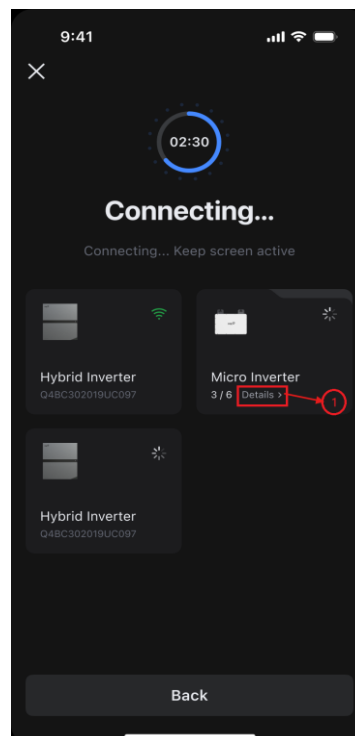 9:41
02:30
Connecting...
Connecting... Keep screen active
Hybrid Inverter
Q4BC302019UC097
Micro Inverter
3 / 6 Details >
1
Hybrid Inverter
Q4BC302019UC097
Back